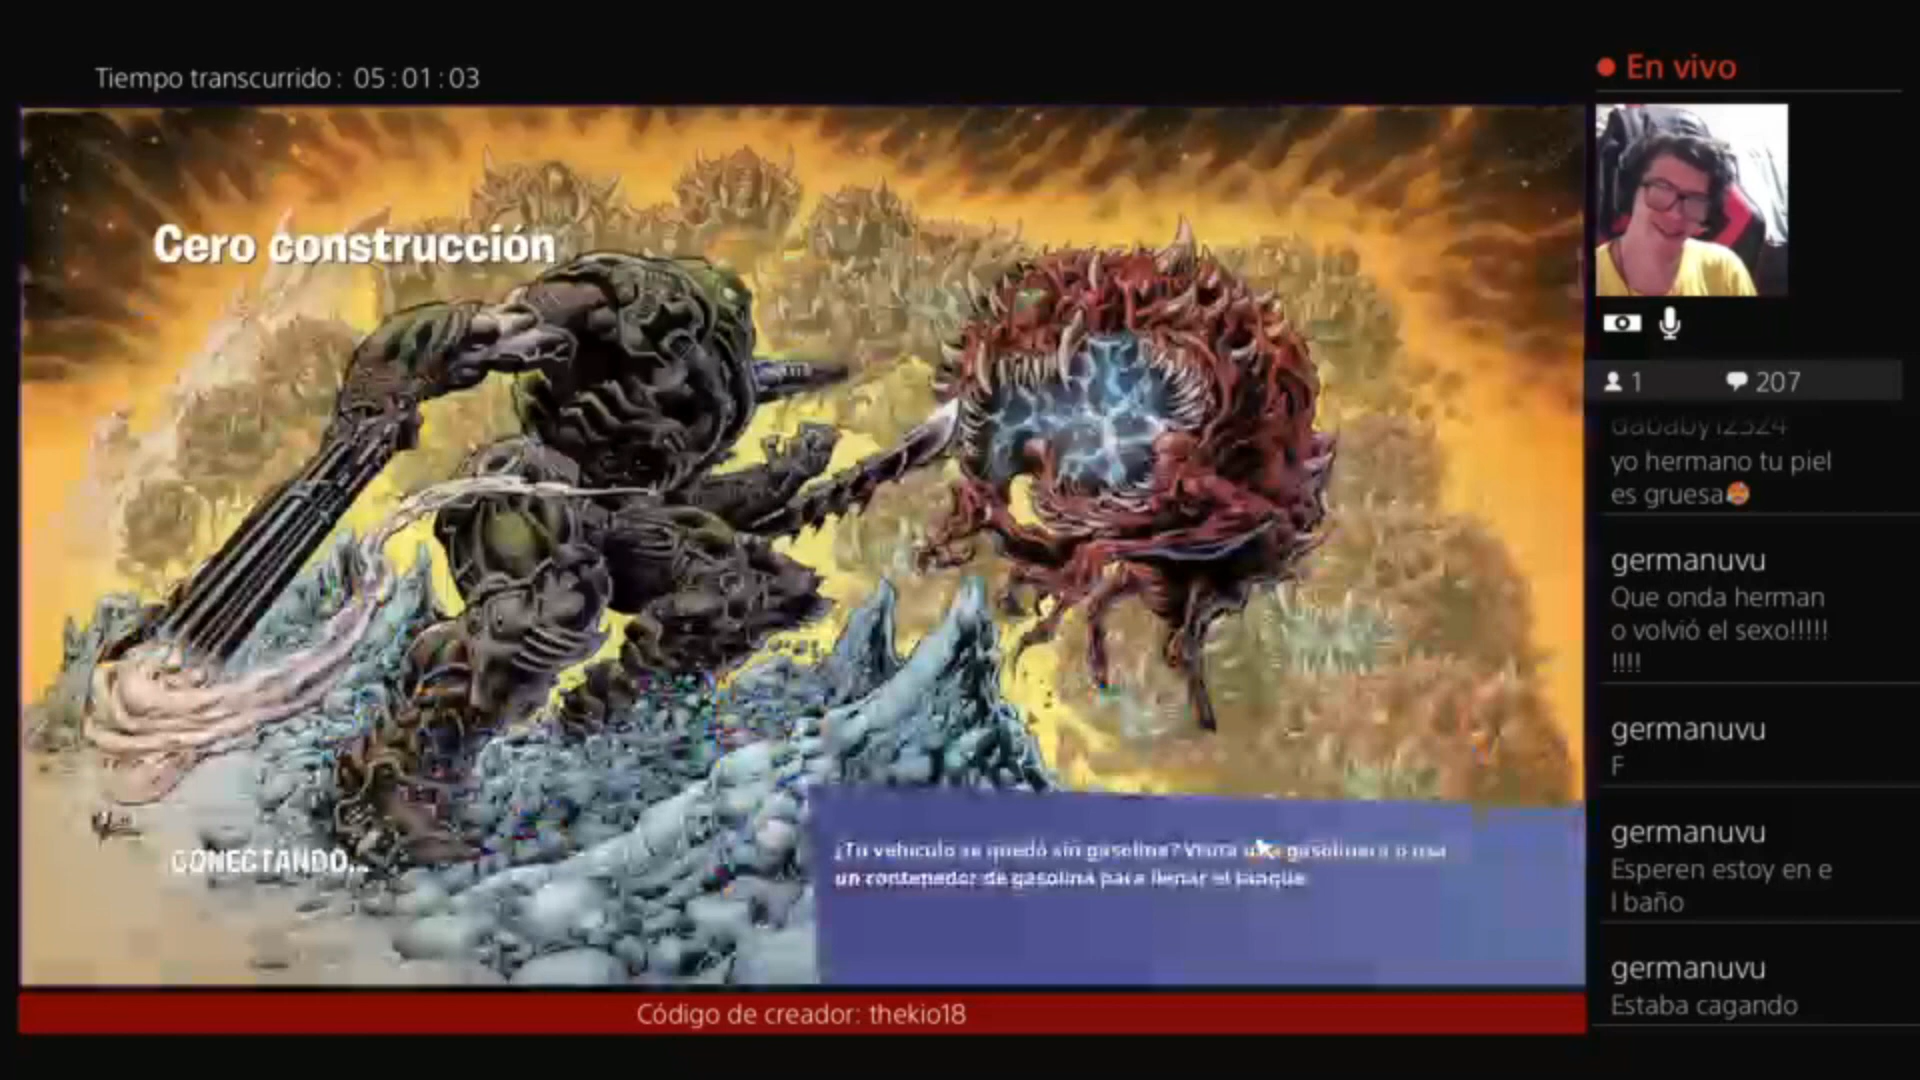 Tiempo transcurrido: 05:01:03
En vivo
Cero construcción
1
207
dababy12324
yo hermano tu piel
es gruesa
germanuvu
Que onda herman
o volvió el sexo!!!!!
!!!!
germanuvu
F
germanuvu
Esperen estoy en e
l baño
germanuvu
Estaba cagando
CONECTANDO...
¿Tu vehículo se quedó sin gasolina? Visita una gasolinera o usa
un contenedor de gasolina para llenar el tanque.
Código de creador: thekio18